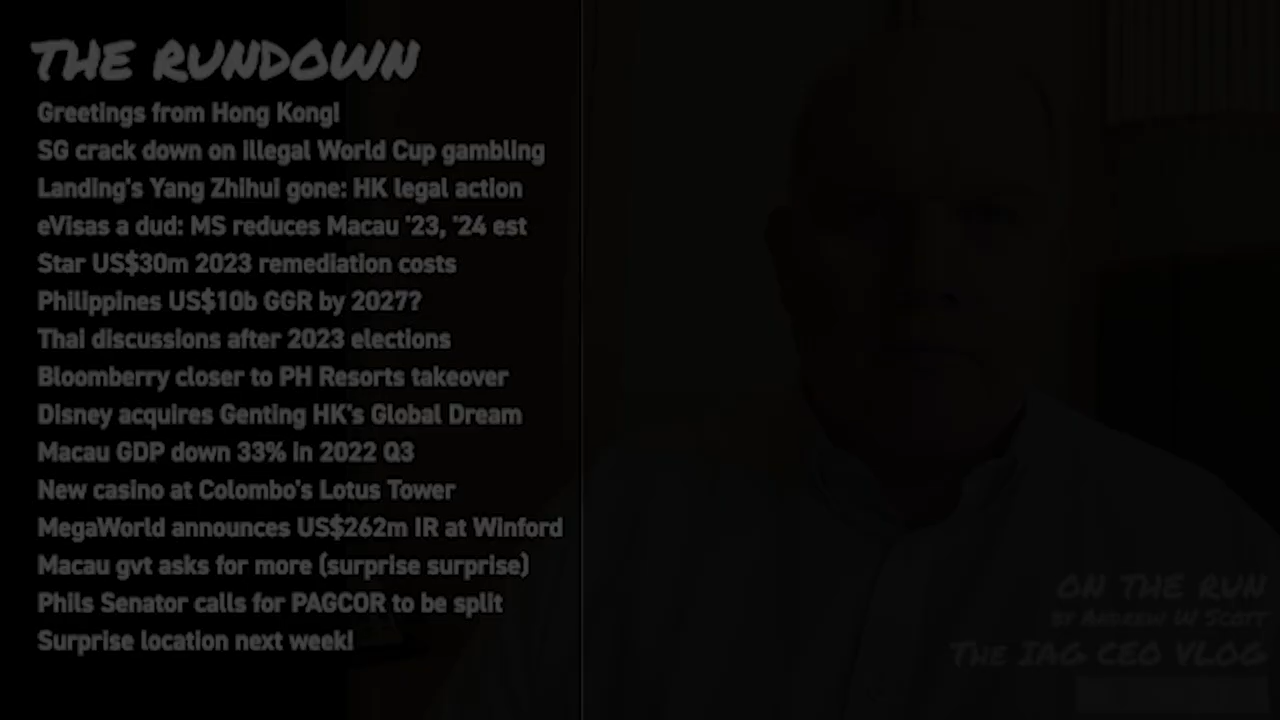 THE RUNDOWN
Greetings from Hong Kong!
SG crack down on illegal World Cup gambling
Landing's Yang Zhihui gone: HK legal action
eVisas a dud: MS reduces Macau '23, '24 est
Star US$30m 2023 remediation costs
Philippines US$10b GGR by 2027?
Thai discussions after 2023 elections
Bloomberry closer to PH Resorts takeover
Disney acquires Genting HK's Global Dream
Macau GDP down 33% in 2022 Q3
New casino at Colombo's Lotus Tower
MegaWorld announces US$262m IR at Winford
Macau gvt asks for more (surprise surprise)
Phils Senator calls for PAGCOR to be split
Surprise location next week!
ON THE RUN
BY ANDREW W SCOTT
THE IAG CEO VLOG